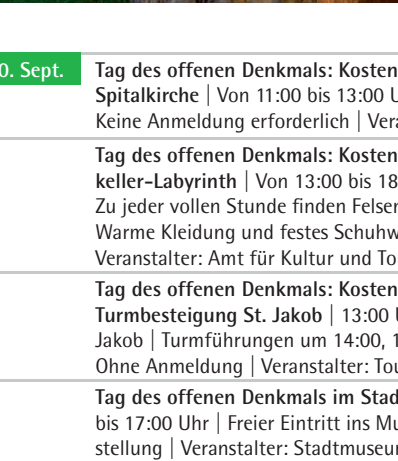 0. Sept. Tag des offenen Denkmals: Kosten
Spitalkirche | Von 11:00 bis 13:00 U
Keine Anmeldung erforderlich | Vera
Tag des offenen Denkmals: Kosten
keller-Labyrinth | Von 13:00 bis 18
Zu jeder vollen Stunde finden Felsen
Warme Kleidung und festes Schuhw
Veranstalter: Amt für Kultur und To
Tag des offenen Denkmals: Kosten
Turmbesteigung St. Jakob | 13:00 U
Jakob | Turmführungen um 14:00, 1
Ohne Anmeldung | Veranstalter: Tou
Tag des offenen Denkmals im Stad
bis 17:00 Uhr | Freier Eintritt ins Mu
stellung | Veranstalter: Stadtmuseum